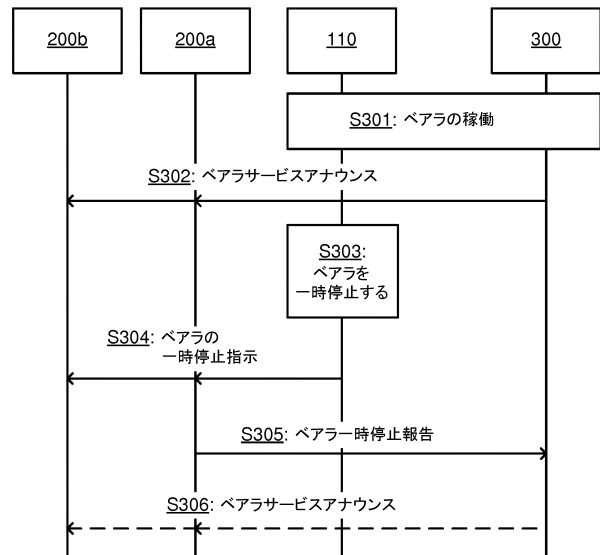 200b
200a
110
300
S301: ベアラの稼働
S302: ベアラサービスアナウンス
S303:
ベアラを
一時停止する
S304: ベアラの
一時停止指示
S305: ベアラ一時停止報告
S306: ベアラサービスアナウンス